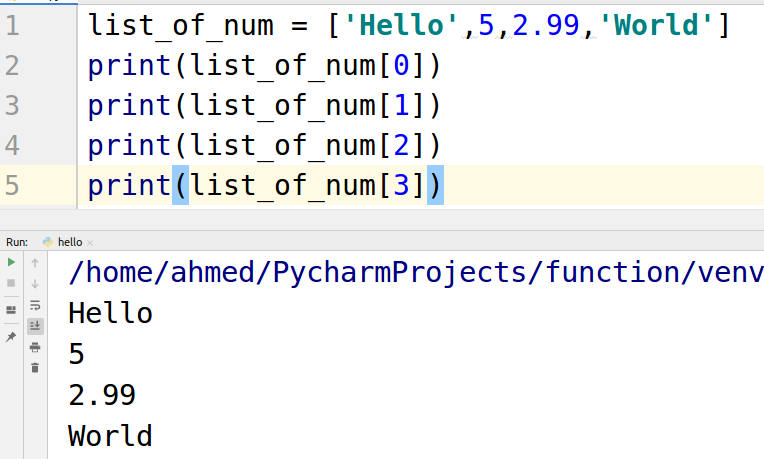 1 list_of_num = ['Hello',5,2.99,'World']
2 print(list_of_num[0])
3 print(list_of_num[1])
4 print(list_of_num[2])
5 print(list_of_num[3])
Run: hello ×
/home/ahmed/PycharmProjects/function/venv
Hello
5
2.99
World